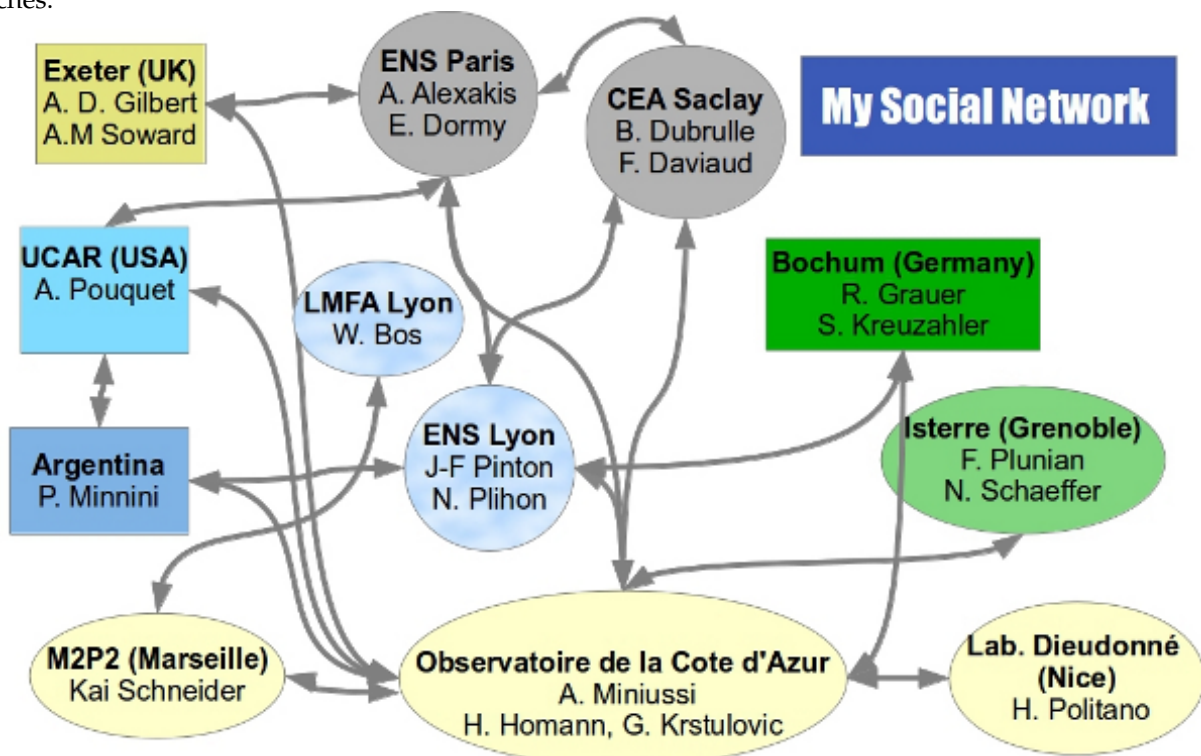 ches.
Exeter (UK)
A. D. Gilbert
A.M Soward
ENS Paris
A. Alexakis
E. Dormy
CEA Saclay
B. Dubrulle
F. Daviaud
My Social Network
UCAR (USA)
A. Pouquet
LMFA Lyon
W. Bos
Bochum (Germany)
R. Grauer
S. Kreuzahler
Argentina
P. Minnini
ENS Lyon
J-F Pinton
N. Plihon
Isterre (Grenoble)
F. Plunian
N. Schaeffer
M2P2 (Marseille)
Kai Schneider
Observatoire de la Cote d'Azur
A. Miniussi
H. Homann, G. Krstulovic
Lab. Dieudonné
(Nice)
H. Politano